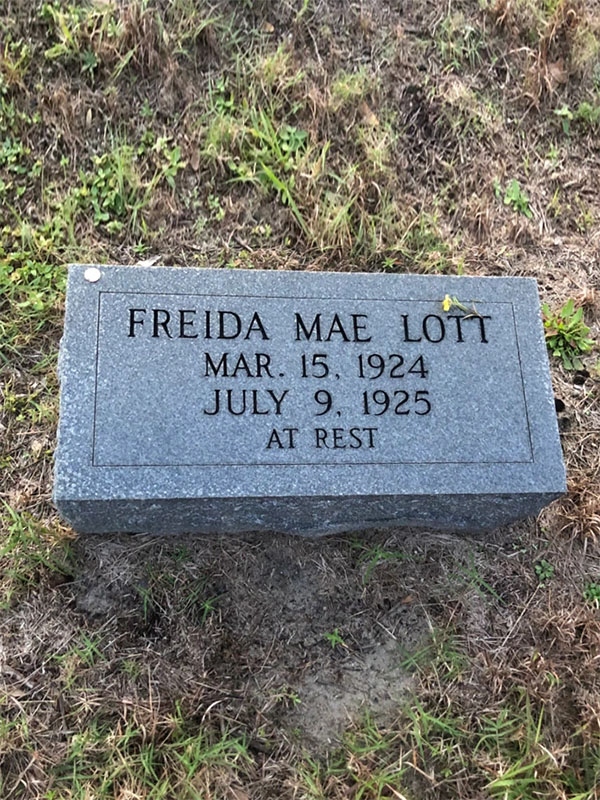 FREIDA MAE LOTT
MAR. 15, 1924
JULY 9, 1925
AT REST